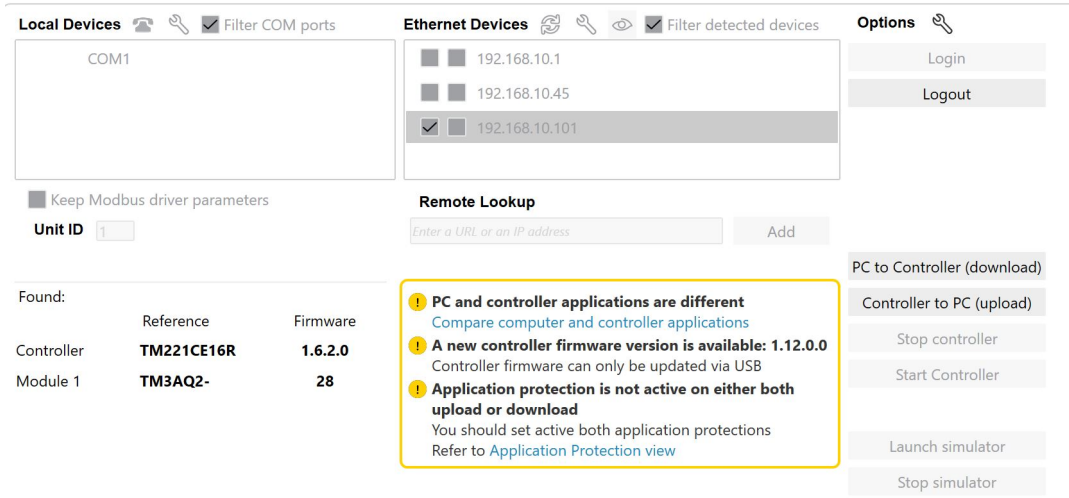 Local Devices
Filter COM ports
COM1
Keep Modbus driver parameters
Unit ID
1
Ethernet Devices
Filter detected devices
192.168.10.1
192.168.10.45
192.168.10.101
Remote Lookup
Enter a URL or an IP address
Add
Options
Login
Logout
Found:
Reference Firmware
Controller TM221CE16R 1.6.2.0
Module 1 TM3AQ2- 28
! PC and controller applications are different
Compare computer and controller applications
! A new controller firmware version is available: 1.12.0.0
Controller firmware can only be updated via USB
! Application protection is not active on either both
upload or download
You should set active both application protections
Refer to Application Protection view
PC to Controller (download)
Controller to PC (upload)
Stop controller
Start Controller
Launch simulator
Stop simulator